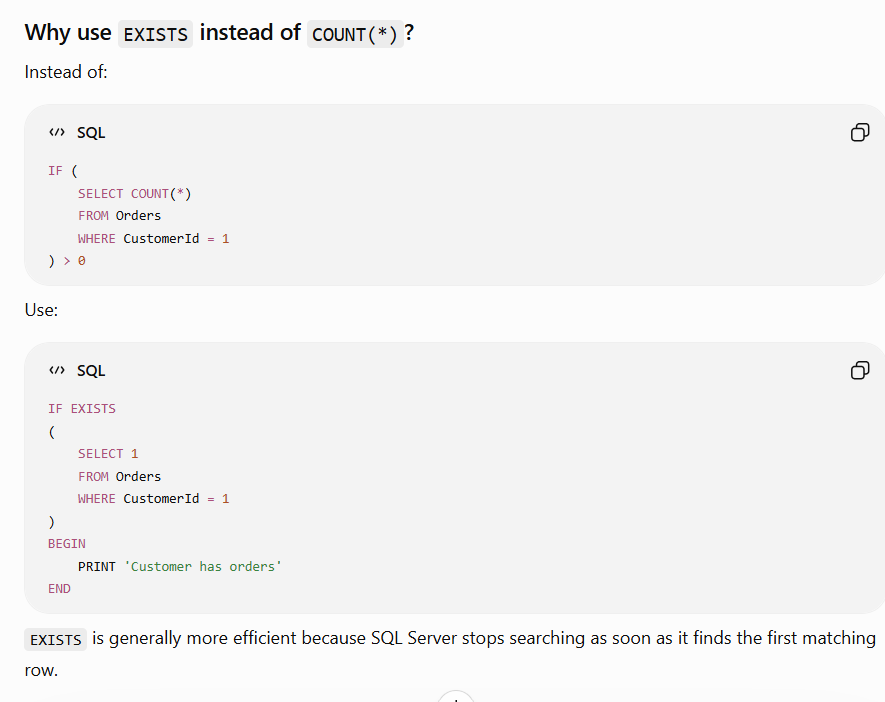 Why use EXISTS instead of COUNT(*)?
Instead of:
SQL
IF (
    SELECT COUNT(*)
    FROM Orders
    WHERE CustomerId = 1
) > 0
Use:
SQL
IF EXISTS
(
    SELECT 1
    FROM Orders
    WHERE CustomerId = 1
)
BEGIN
    PRINT 'Customer has orders'
END
EXISTS is generally more efficient because SQL Server stops searching as soon as it finds the first matching
row.